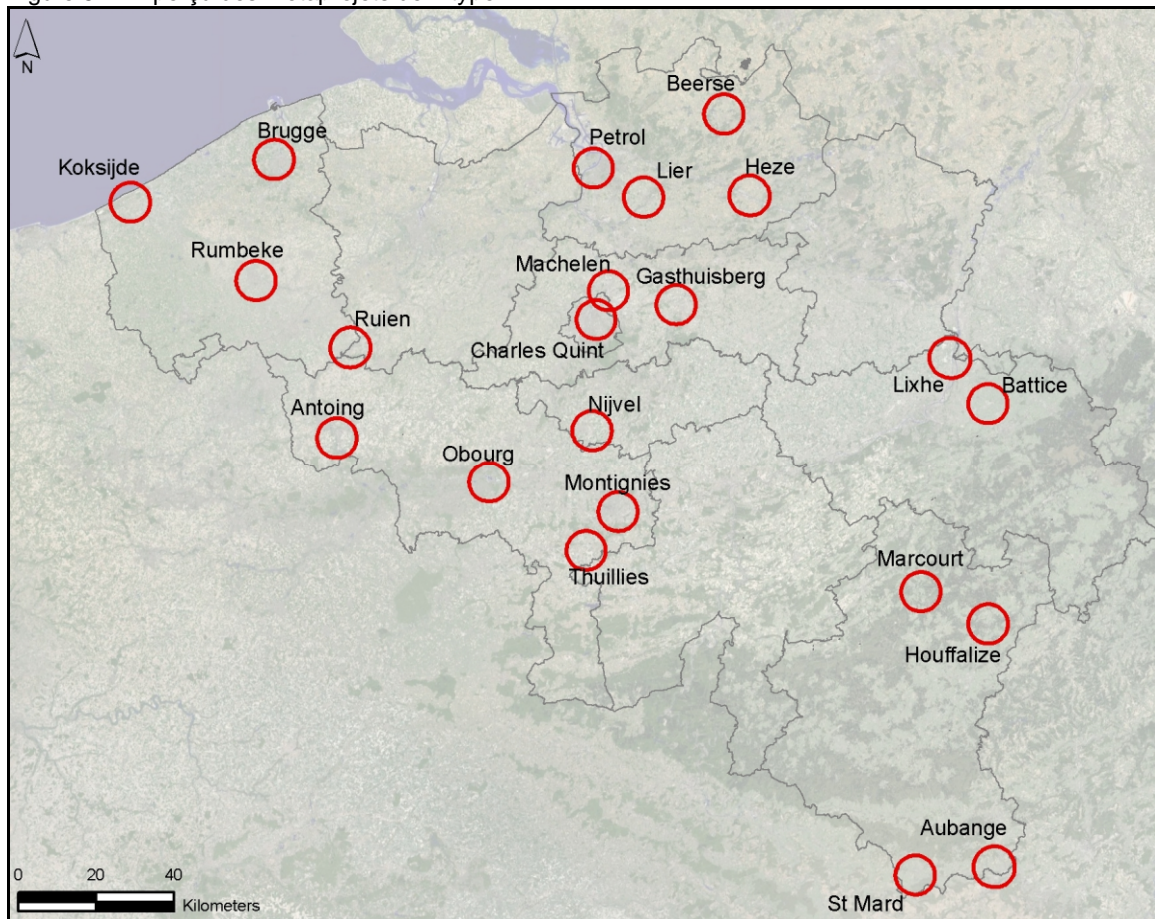 N
Beerse
Brugge
Petrol
Koksijde
Lier
Heze
Rumbeke
Machelen
Gasthuisberg
Ruien
Charles Quint
Lixhe
Battice
Antoing
Nijvel
Obourg
Montignies
Thuillies
Marcourt
Houffalize
Aubange
St Mard
0 20 40
Kilometers